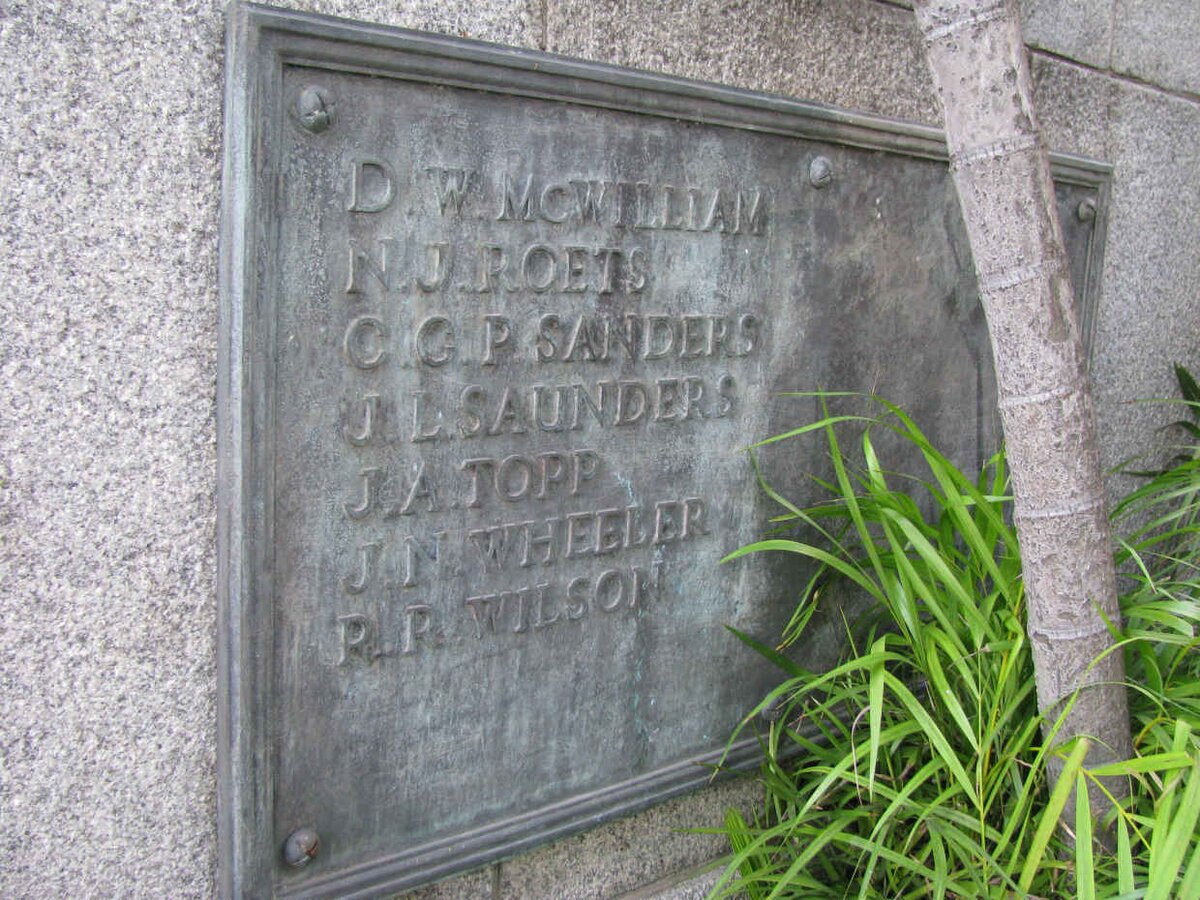 D. W. McWILLIAM
N. J. ROETS
C. G. P. SANDERS
J. L. SAUNDERS
J. A. TOPP
J. N. WHEELER
R. P. WILSON